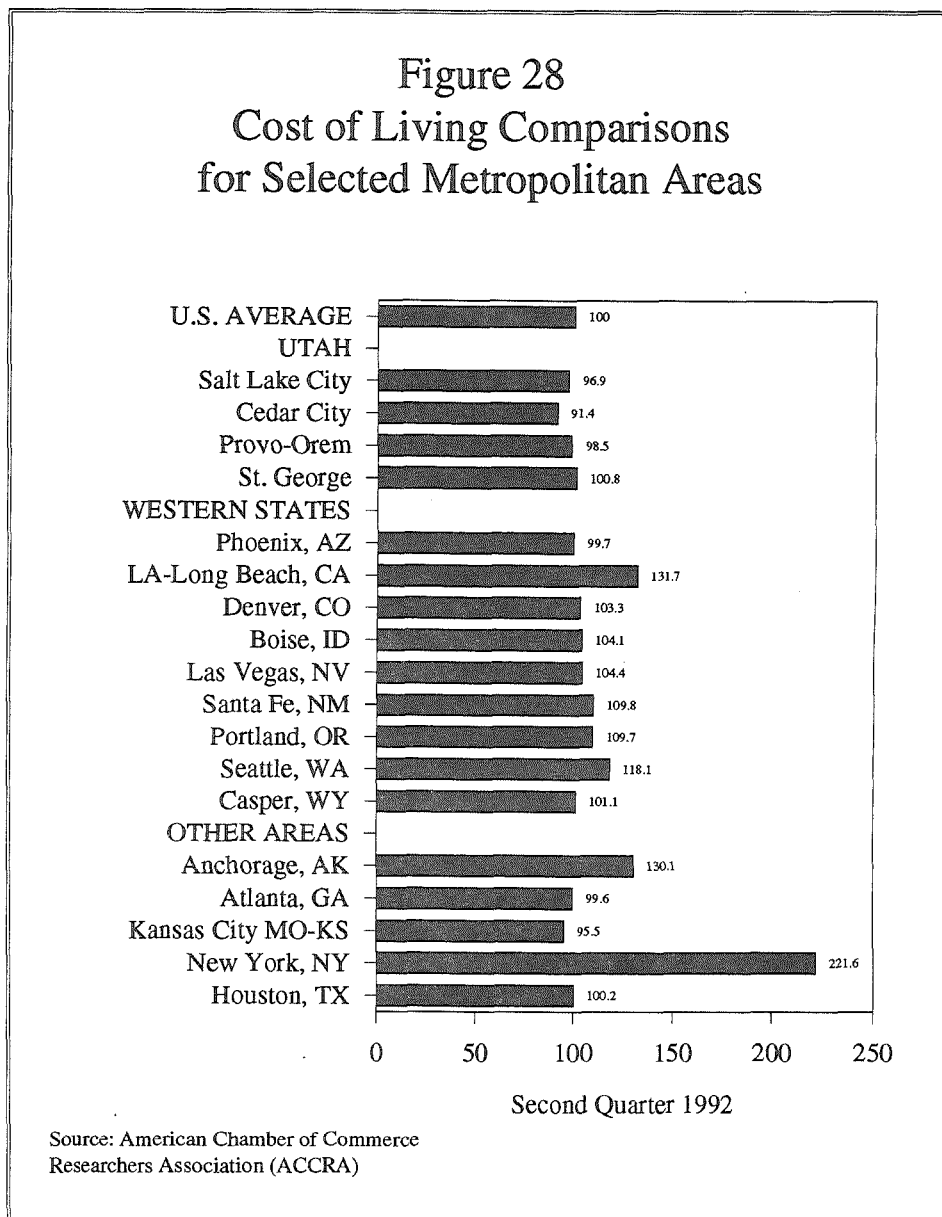 Figure 28
Cost of Living Comparisons
for Selected Metropolitan Areas
U.S. AVERAGE 100
UTAH
Salt Lake City 96.9
Cedar City 91.4
Provo-Orem 98.5
St. George 100.8
WESTERN STATES
Phoenix, AZ 99.7
LA-Long Beach, CA 131.7
Denver, CO 103.3
Boise, ID 104.1
Las Vegas, NV 104.4
Santa Fe, NM 109.8
Portland, OR 109.7
Seattle, WA 118.1
Casper, WY 101.1
OTHER AREAS
Anchorage, AK 130.1
Atlanta, GA 99.6
Kansas City MO-KS 95.5
New York, NY 221.6
Houston, TX 100.2
0 50 100 150 200 250
Second Quarter 1992
Source: American Chamber of Commerce
Researchers Association (ACCRA)